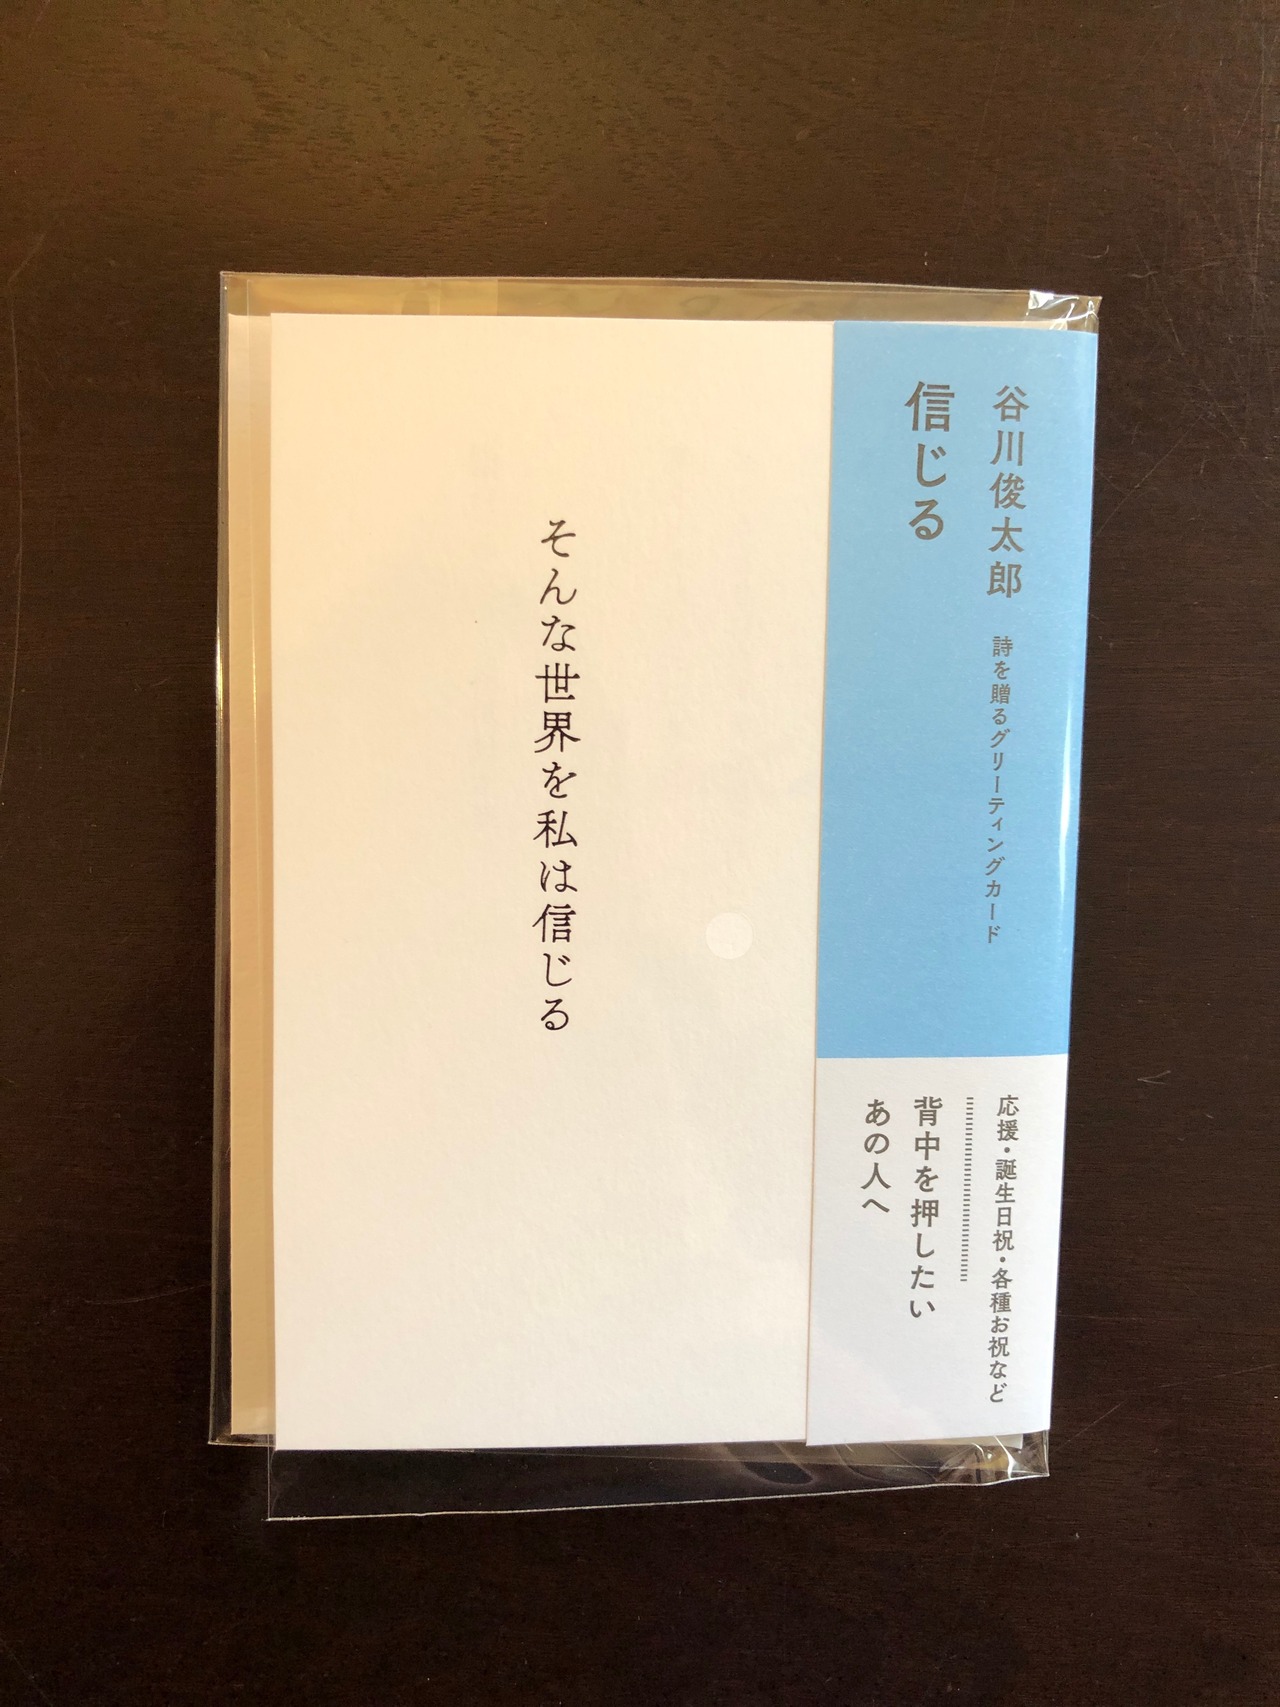 谷川俊太郎 詩を贈るグリーティングカード
信じる
応援・誕生日祝・各種お祝など
背中を押したい
あの人へ
そんな世界を私は信じる